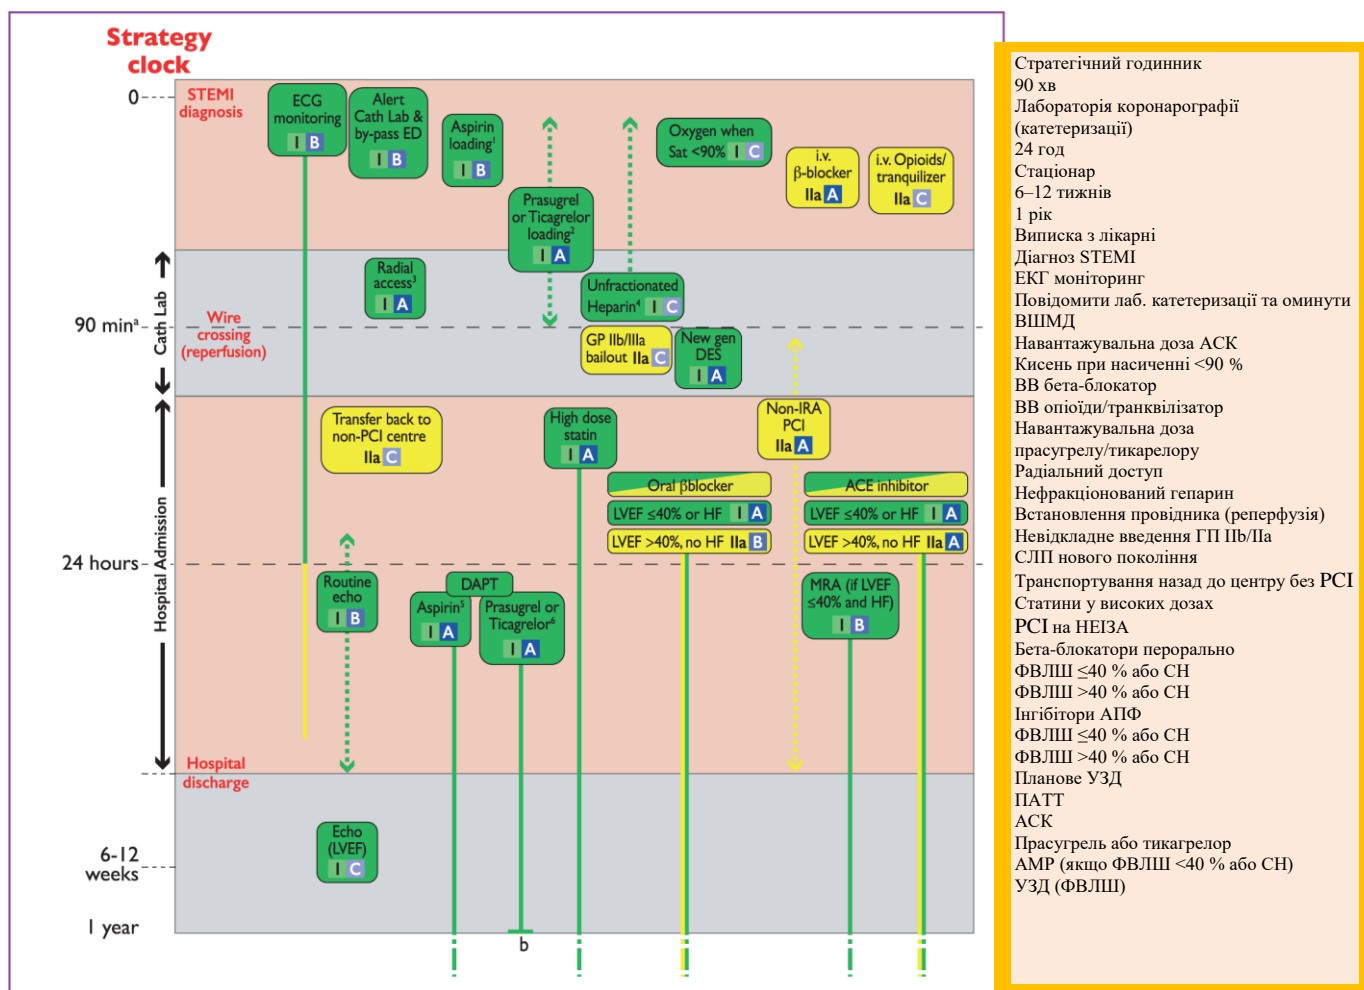 Strategy
clock
0
STEMI
diagnosis
ECG
monitoring
I B
Alert
Cath Lab &
by-pass ED
I B
Aspirin
loading¹
I B
Prasugrel
or Ticagrelor
loading²
I A
Oxygen when
Sat <90% I C
i.v.
β-blocker
IIa A
i.v. Opioids/
tranquilizer
IIa C
Cath Lab
Radial
access³
I A
Unfractionated
Heparin⁴ I C
90 minᵃ
Wire
crossing
(reperfusion)
GP IIb/IIIa
bailout IIa C
New gen
DES
I A
Hospital Admission
Transfer back to
non-PCI centre
IIa C
High dose
statin
I A
Non-IRA
PCI
IIa A
Oral βblocker
LVEF ≤40% or HF I A
LVEF >40%, no HF IIa B
ACE inhibitor
LVEF ≤40% or HF I A
LVEF >40%, no HF IIa A
24 hours
Routine
echo
I B
DAPT
Aspirin⁵
I A
Prasugrel or
Ticagrelor⁶
I A
MRA (if LVEF
≤40% and HF)
I B
Hospital
discharge
6-12
weeks
Echo
(LVEF)
I C
1 year
b
Стратегічний годинник
90 хв
Лабораторія коронарографії
(катетеризації)
24 год
Стаціонар
6–12 тижнів
1 рік
Виписка з лікарні
Діагноз STEMI
ЕКГ моніторинг
Повідомити лаб. катетеризації та оминути
ВШМД
Навантажувальна доза АСК
Кисень при насиченні <90 %
ВВ бета-блокатор
ВВ опіоїди/транквілізатор
Навантажувальна доза
прасугрелу/тикарелору
Радіальний доступ
Нефракціонований гепарин
Встановлення провідника (реперфузія)
Невідкладне введення ГП IIb/IIa
СЛП нового покоління
Транспортування назад до центру без PCI
Статини у високих дозах
PCI на НЕІЗА
Бета-блокатори перорально
ФВЛШ ≤40 % або СН
ФВЛШ >40 % або СН
Інгібітори АПФ
ФВЛШ ≤40 % або СН
ФВЛШ >40 % або СН
Планове УЗД
ПАТТ
АСК
Прасугрель або тикагрелор
АМР (якщо ФВЛШ <40 % або СН)
УЗД (ФВЛШ)